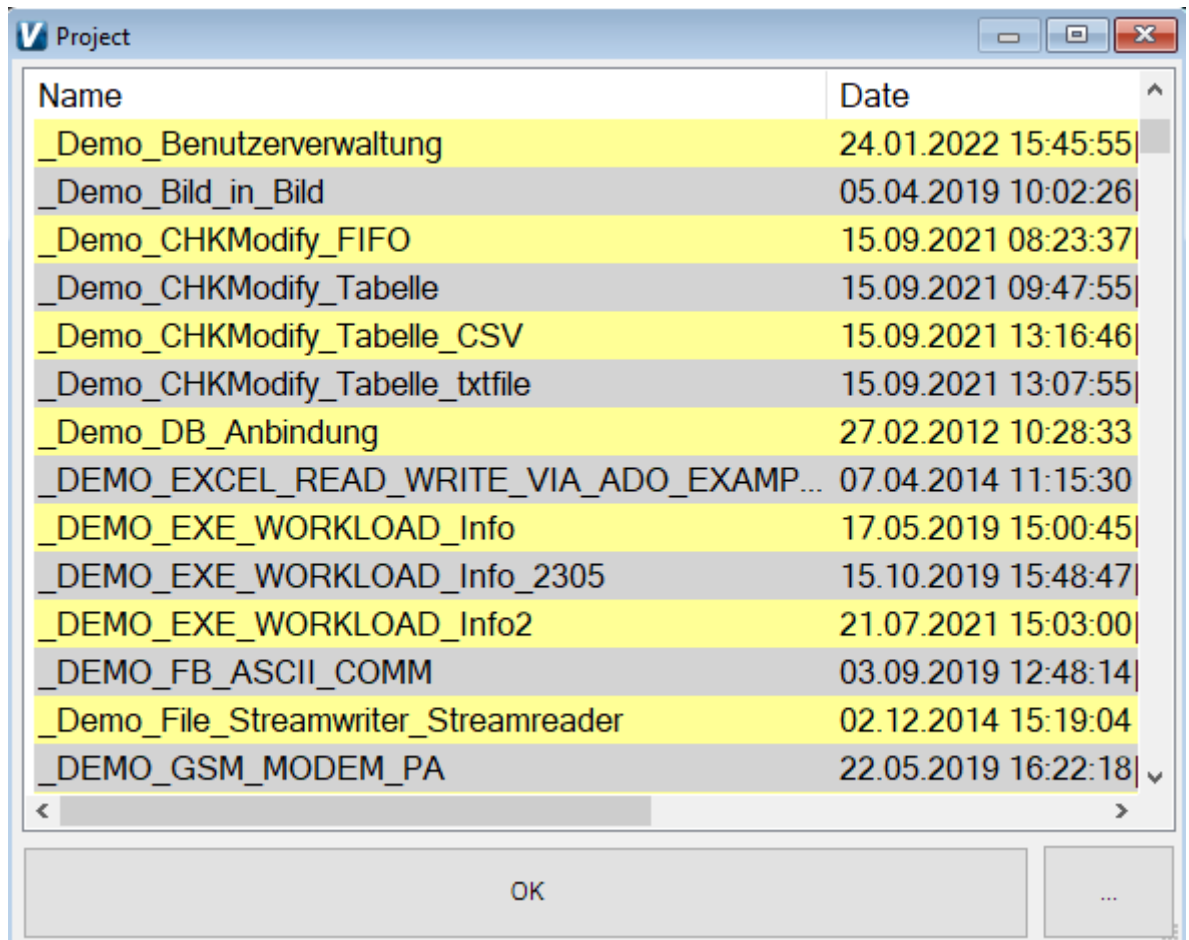 Project
Name Date
_Demo_Benutzerverwaltung 24.01.2022 15:45:55
_Demo_Bild_in_Bild 05.04.2019 10:02:26
_Demo_CHKModify_FIFO 15.09.2021 08:23:37
_Demo_CHKModify_Tabelle 15.09.2021 09:47:55
_Demo_CHKModify_Tabelle_CSV 15.09.2021 13:16:46
_Demo_CHKModify_Tabelle_txtfile 15.09.2021 13:07:55
_Demo_DB_Anbindung 27.02.2012 10:28:33
_DEMO_EXCEL_READ_WRITE_VIA_ADO_EXAMP... 07.04.2014 11:15:30
_DEMO_EXE_WORKLOAD_Info 17.05.2019 15:00:45
_DEMO_EXE_WORKLOAD_Info_2305 15.10.2019 15:48:47
_DEMO_EXE_WORKLOAD_Info2 21.07.2021 15:03:00
_DEMO_FB_ASCII_COMM 03.09.2019 12:48:14
_Demo_File_Streamwriter_Streamreader 02.12.2014 15:19:04
_DEMO_GSM_MODEM_PA 22.05.2019 16:22:18
OK ...